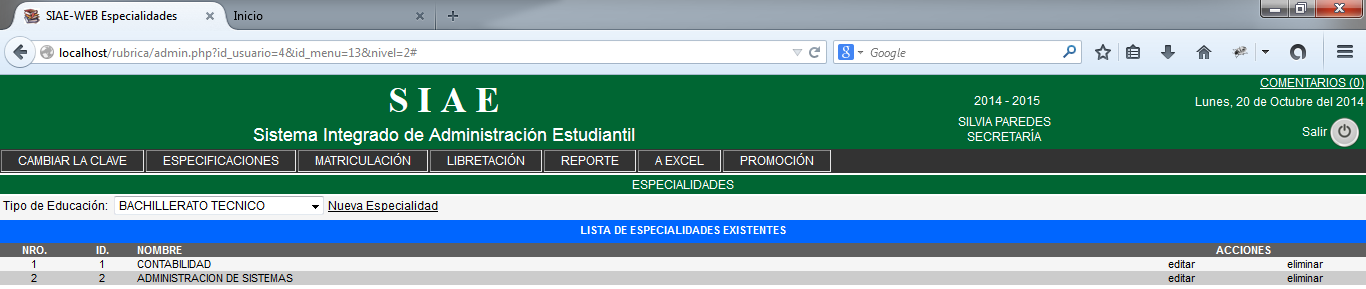 SIAE-WEB Especialidades
Inicio
localhost/rubrica/admin.php?id_usuario=4&id_menu=13&nivel=2#
Google
COMENTARIOS (0)
S I A E
2014 - 2015
Lunes, 20 de Octubre del 2014
Sistema Integrado de Administración Estudiantil
SILVIA PAREDES
SECRETARÍA
Salir
CAMBIAR LA CLAVE ESPECIFICACIONES MATRICULACIÓN LIBRETACIÓN REPORTE A EXCEL PROMOCIÓN
ESPECIALIDADES
Tipo de Educación: BACHILLERATO TECNICO Nueva Especialidad
LISTA DE ESPECIALIDADES EXISTENTES
NRO. ID. NOMBRE ACCIONES
1 1 CONTABILIDAD editar eliminar
2 2 ADMINISTRACION DE SISTEMAS editar eliminar